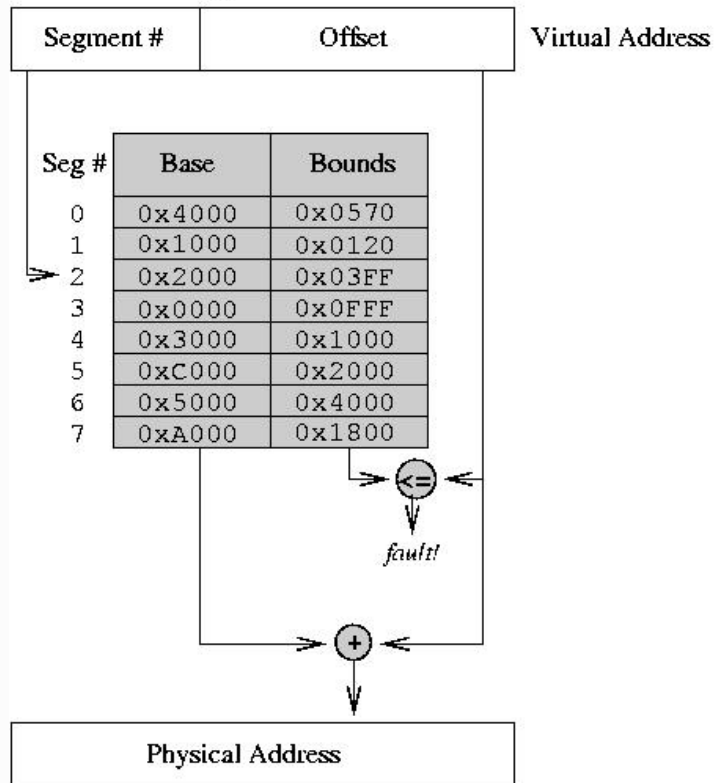 Segment # Offset Virtual Address
Seg # Base Bounds
0 0x4000 0x0570
1 0x1000 0x0120
2 0x2000 0x03FF
3 0x0000 0x0FFF
4 0x3000 0x1000
5 0xC000 0x2000
6 0x5000 0x4000
7 0xA000 0x1800
<=
fault!
+
Physical Address